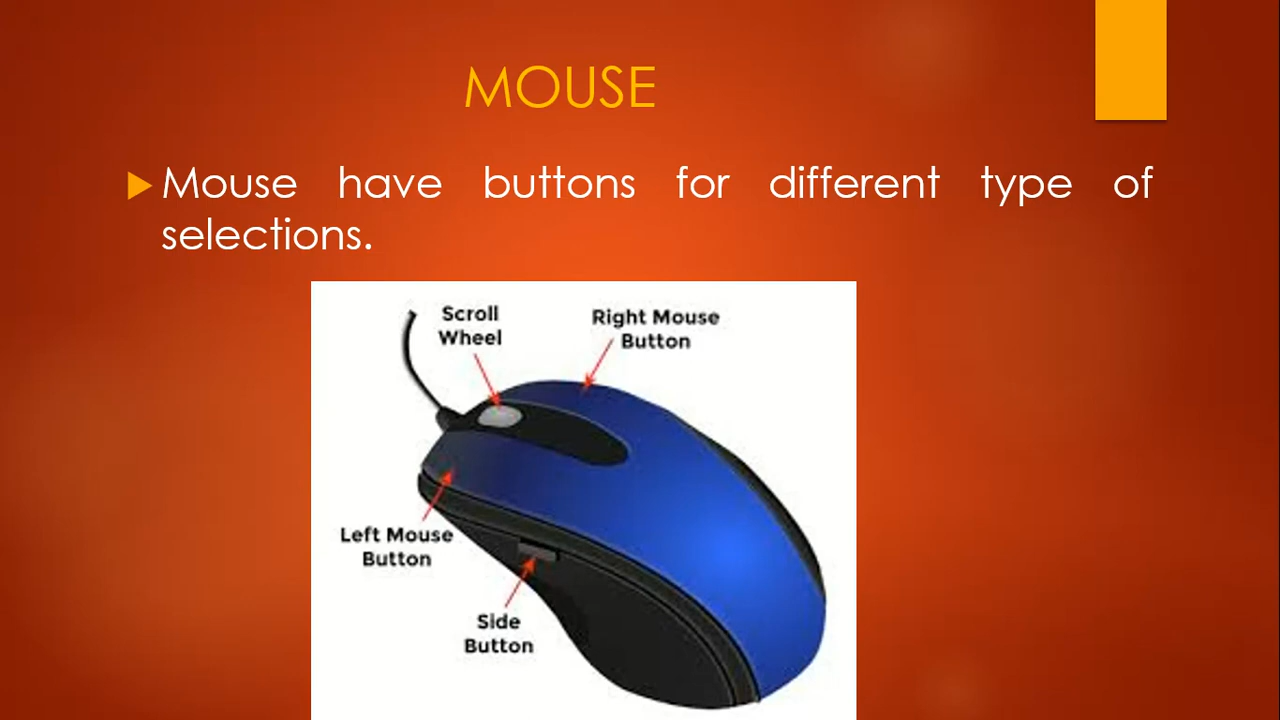 MOUSE
Mouse have buttons for different type of
selections.
Scroll
Wheel
Right Mouse
Button
Left Mouse
Button
Side
Button